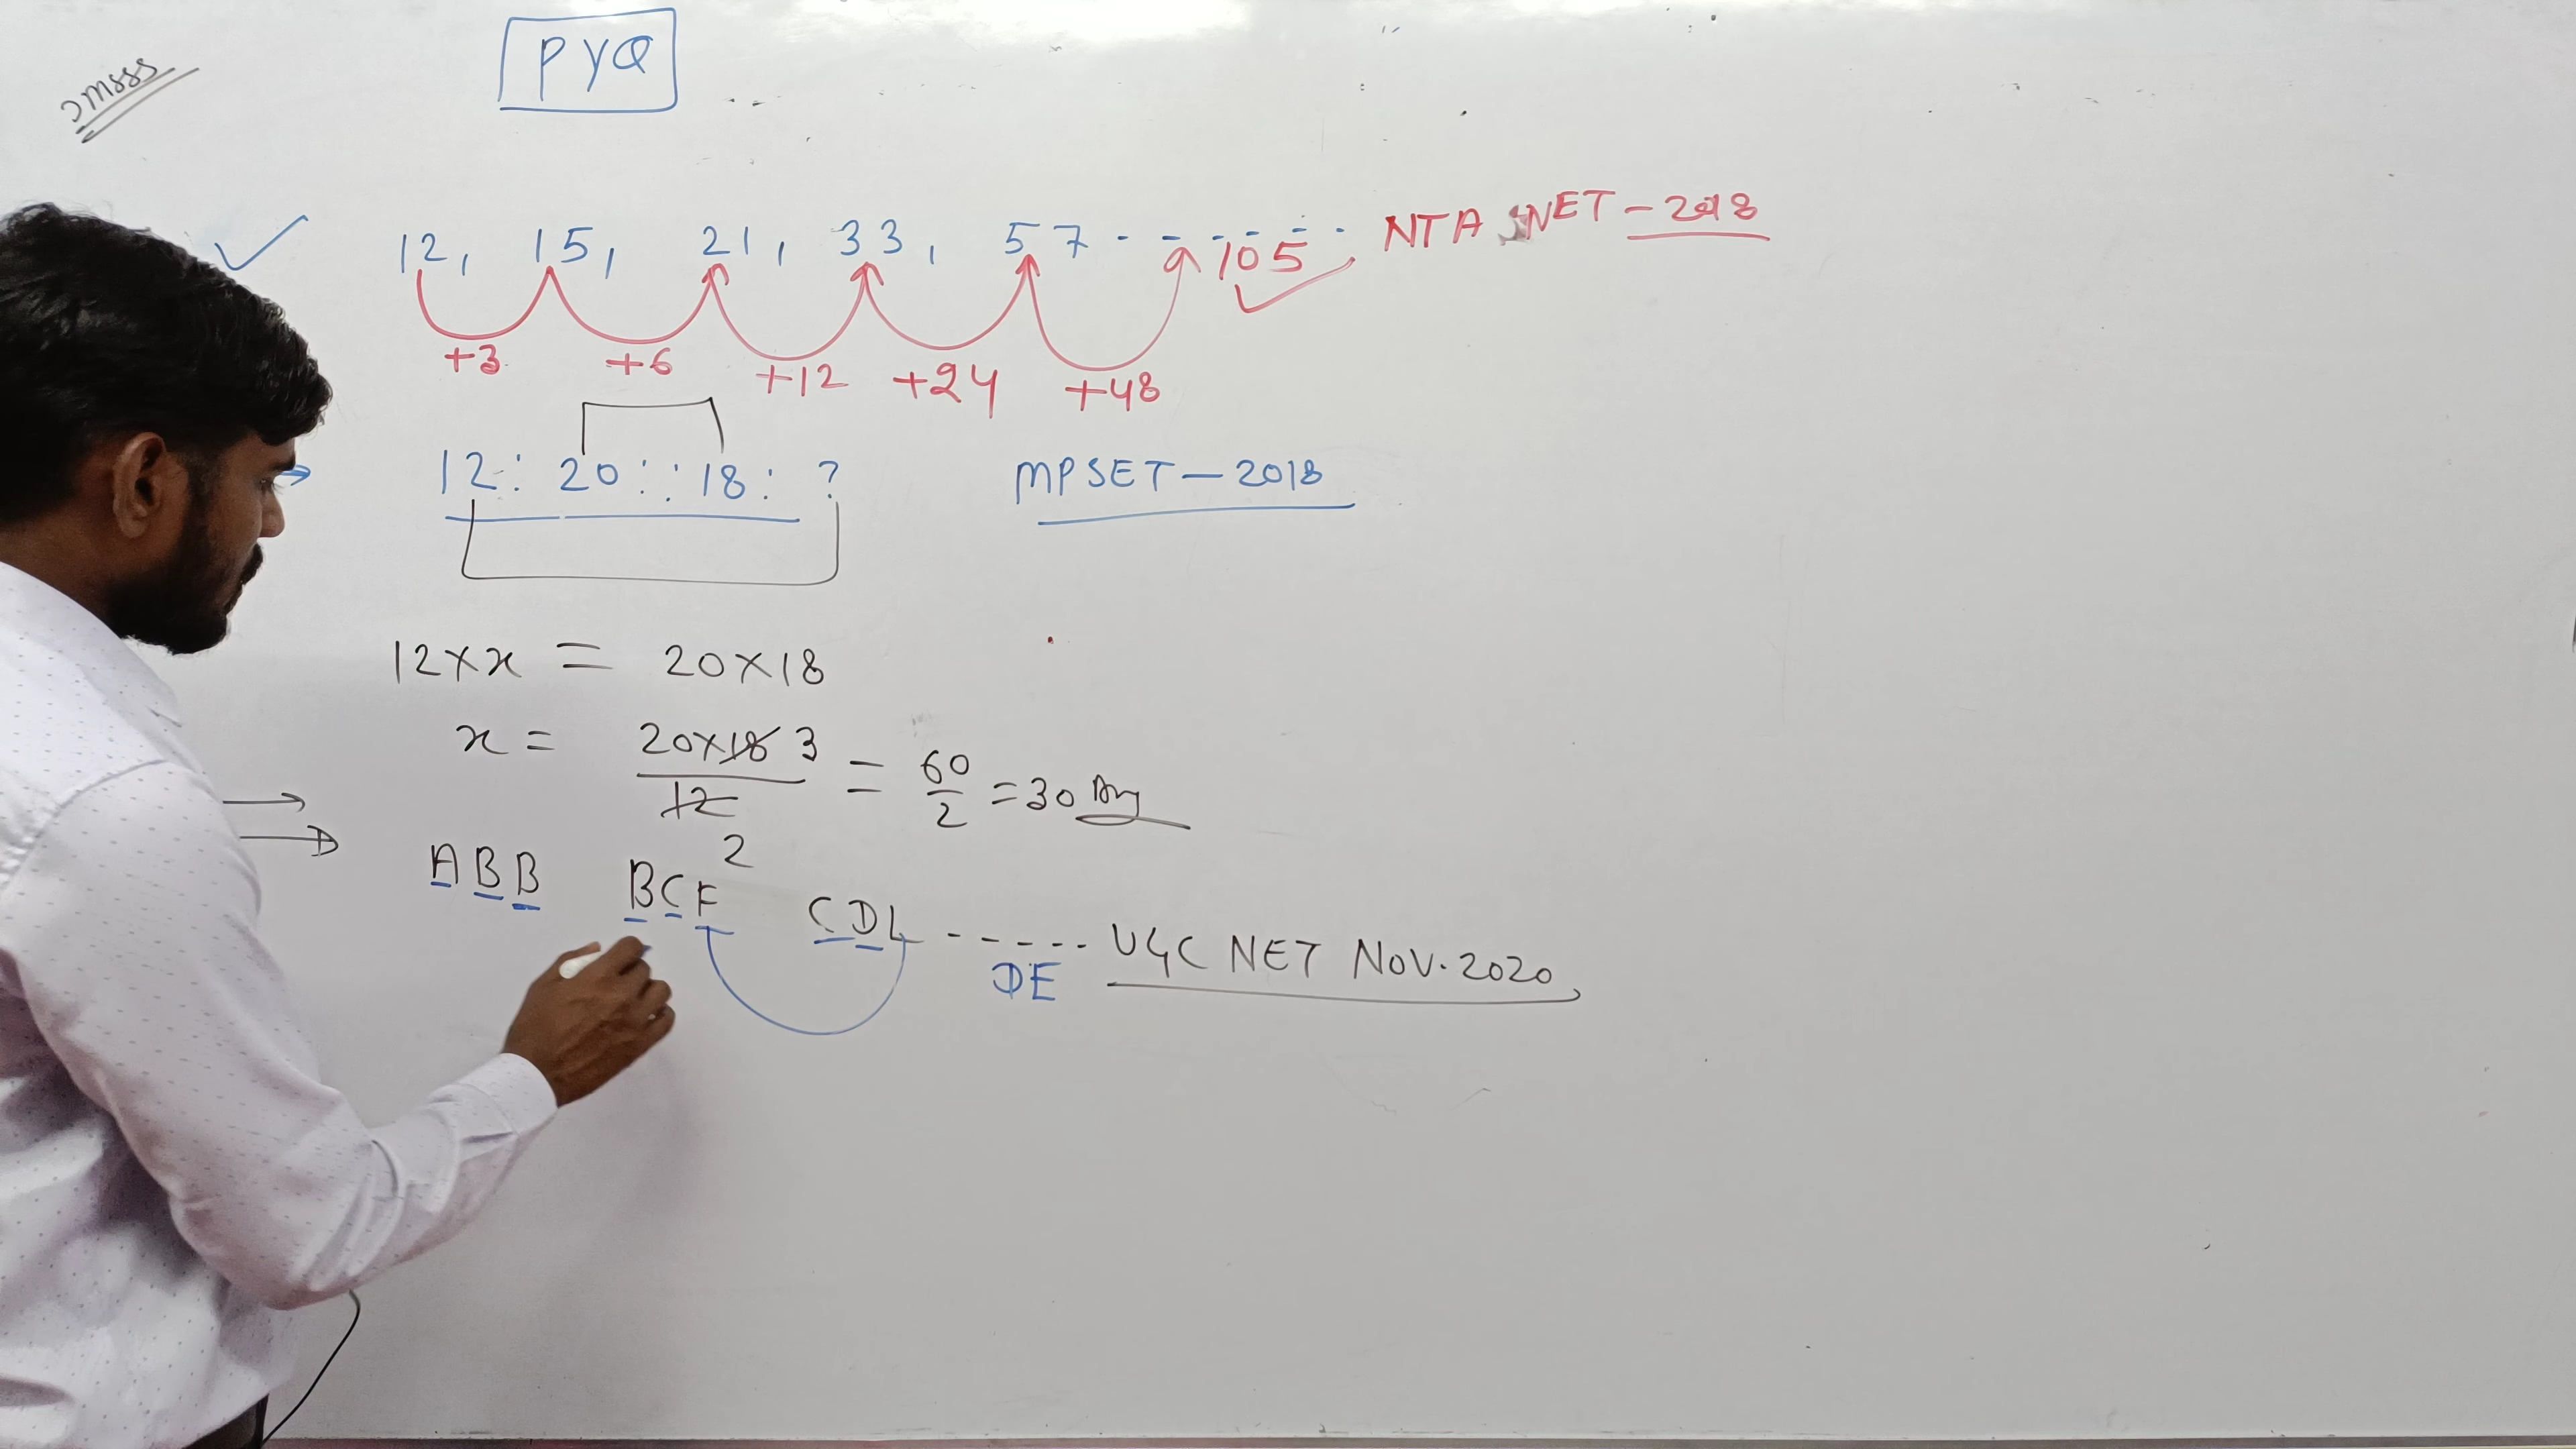 PYQ
12, 15, 21, 33, 57 - - - - - - 105 NTA NET - 2018
+3 +6 +12 +24 +48
12 : 20 : : 18 : ? MPSET - 2018
12 × x = 20 × 18
x = 20×18 3 / 12 2 = 60/2 = 30 Ans
ABB BCF CDL - - - - - UGC NET NOV. 2020
DE